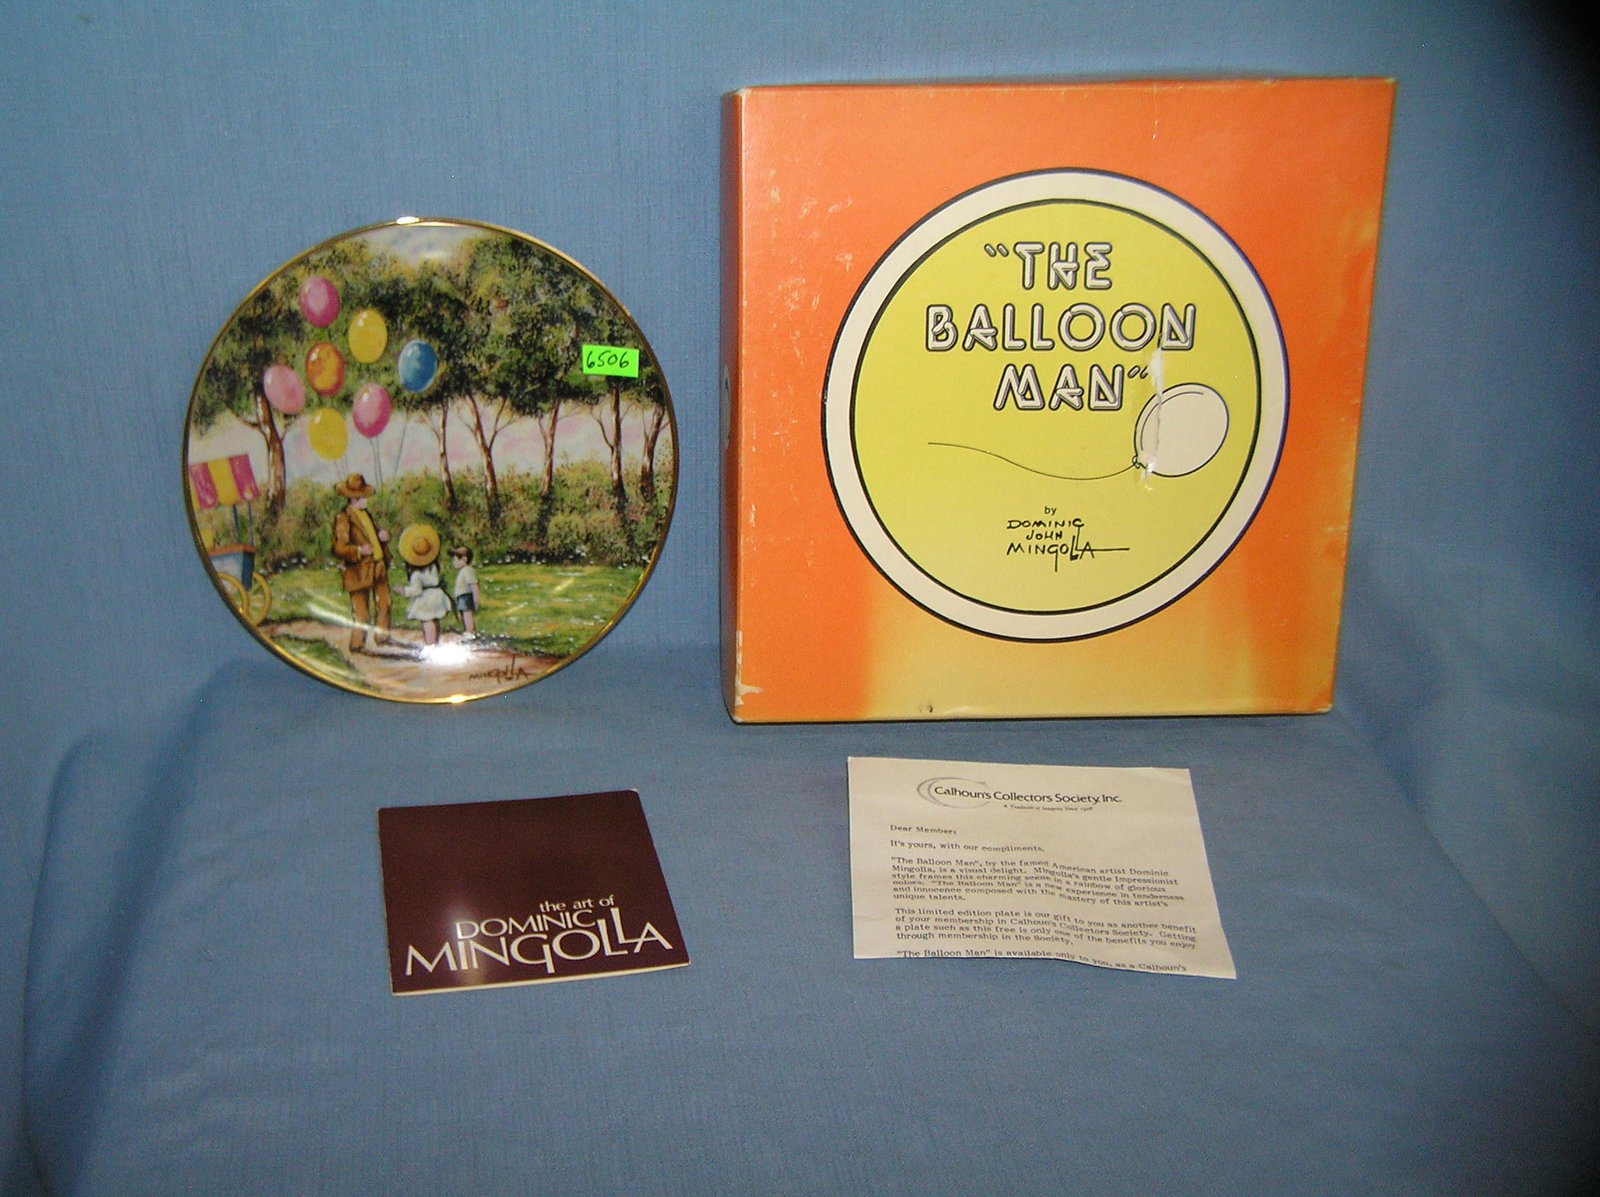 6506
MINGOLLA
"THE
BALLOON
MAN"
by
DOMINIC
JOHN
MINGOLLA
the art of
DOMINIC
MINGOLLA
Calhoun's Collectors Society, Inc.
A Tradition of Integrity Since
Dear Member:
It's yours, with our compliments.
"The Balloon Man", by the famed American artist Dominic
Mingolla, is a visual delight. Mingolla's gentle Impressionist
style frames this charming scene in a rainbow of glorious
colors. "The Balloon Man" is a new experience in tenderness
and innocence composed with the mastery of this artist's
unique talents.
This limited edition plate is our gift to you as another benefit
of your membership in Calhoun's Collectors Society. Getting
a plate such as this free is only one of the benefits you enjoy
through membership in the Society.
"The Balloon Man" is available only to you, as a Calhoun's